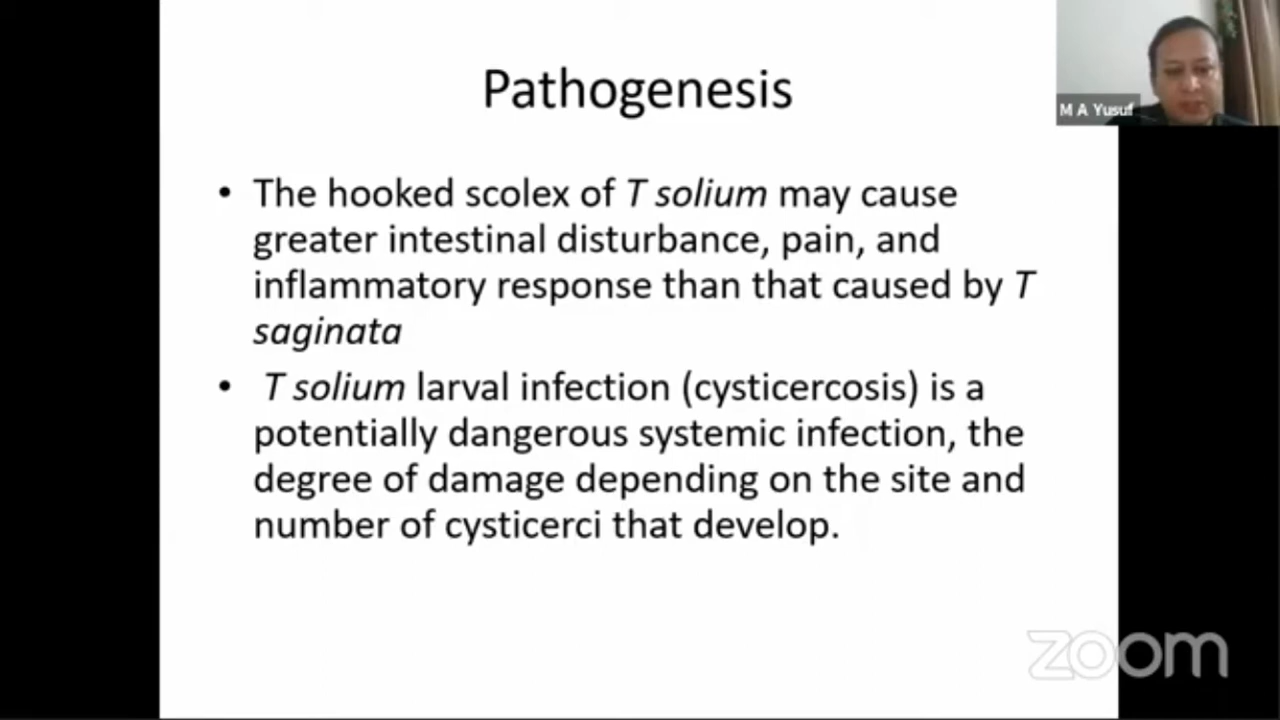 Pathogenesis
M A Yusuf
• The hooked scolex of T solium may cause
greater intestinal disturbance, pain, and
inflammatory response than that caused by T
saginata
• T solium larval infection (cysticercosis) is a
potentially dangerous systemic infection, the
degree of damage depending on the site and
number of cysticerci that develop.
zoom